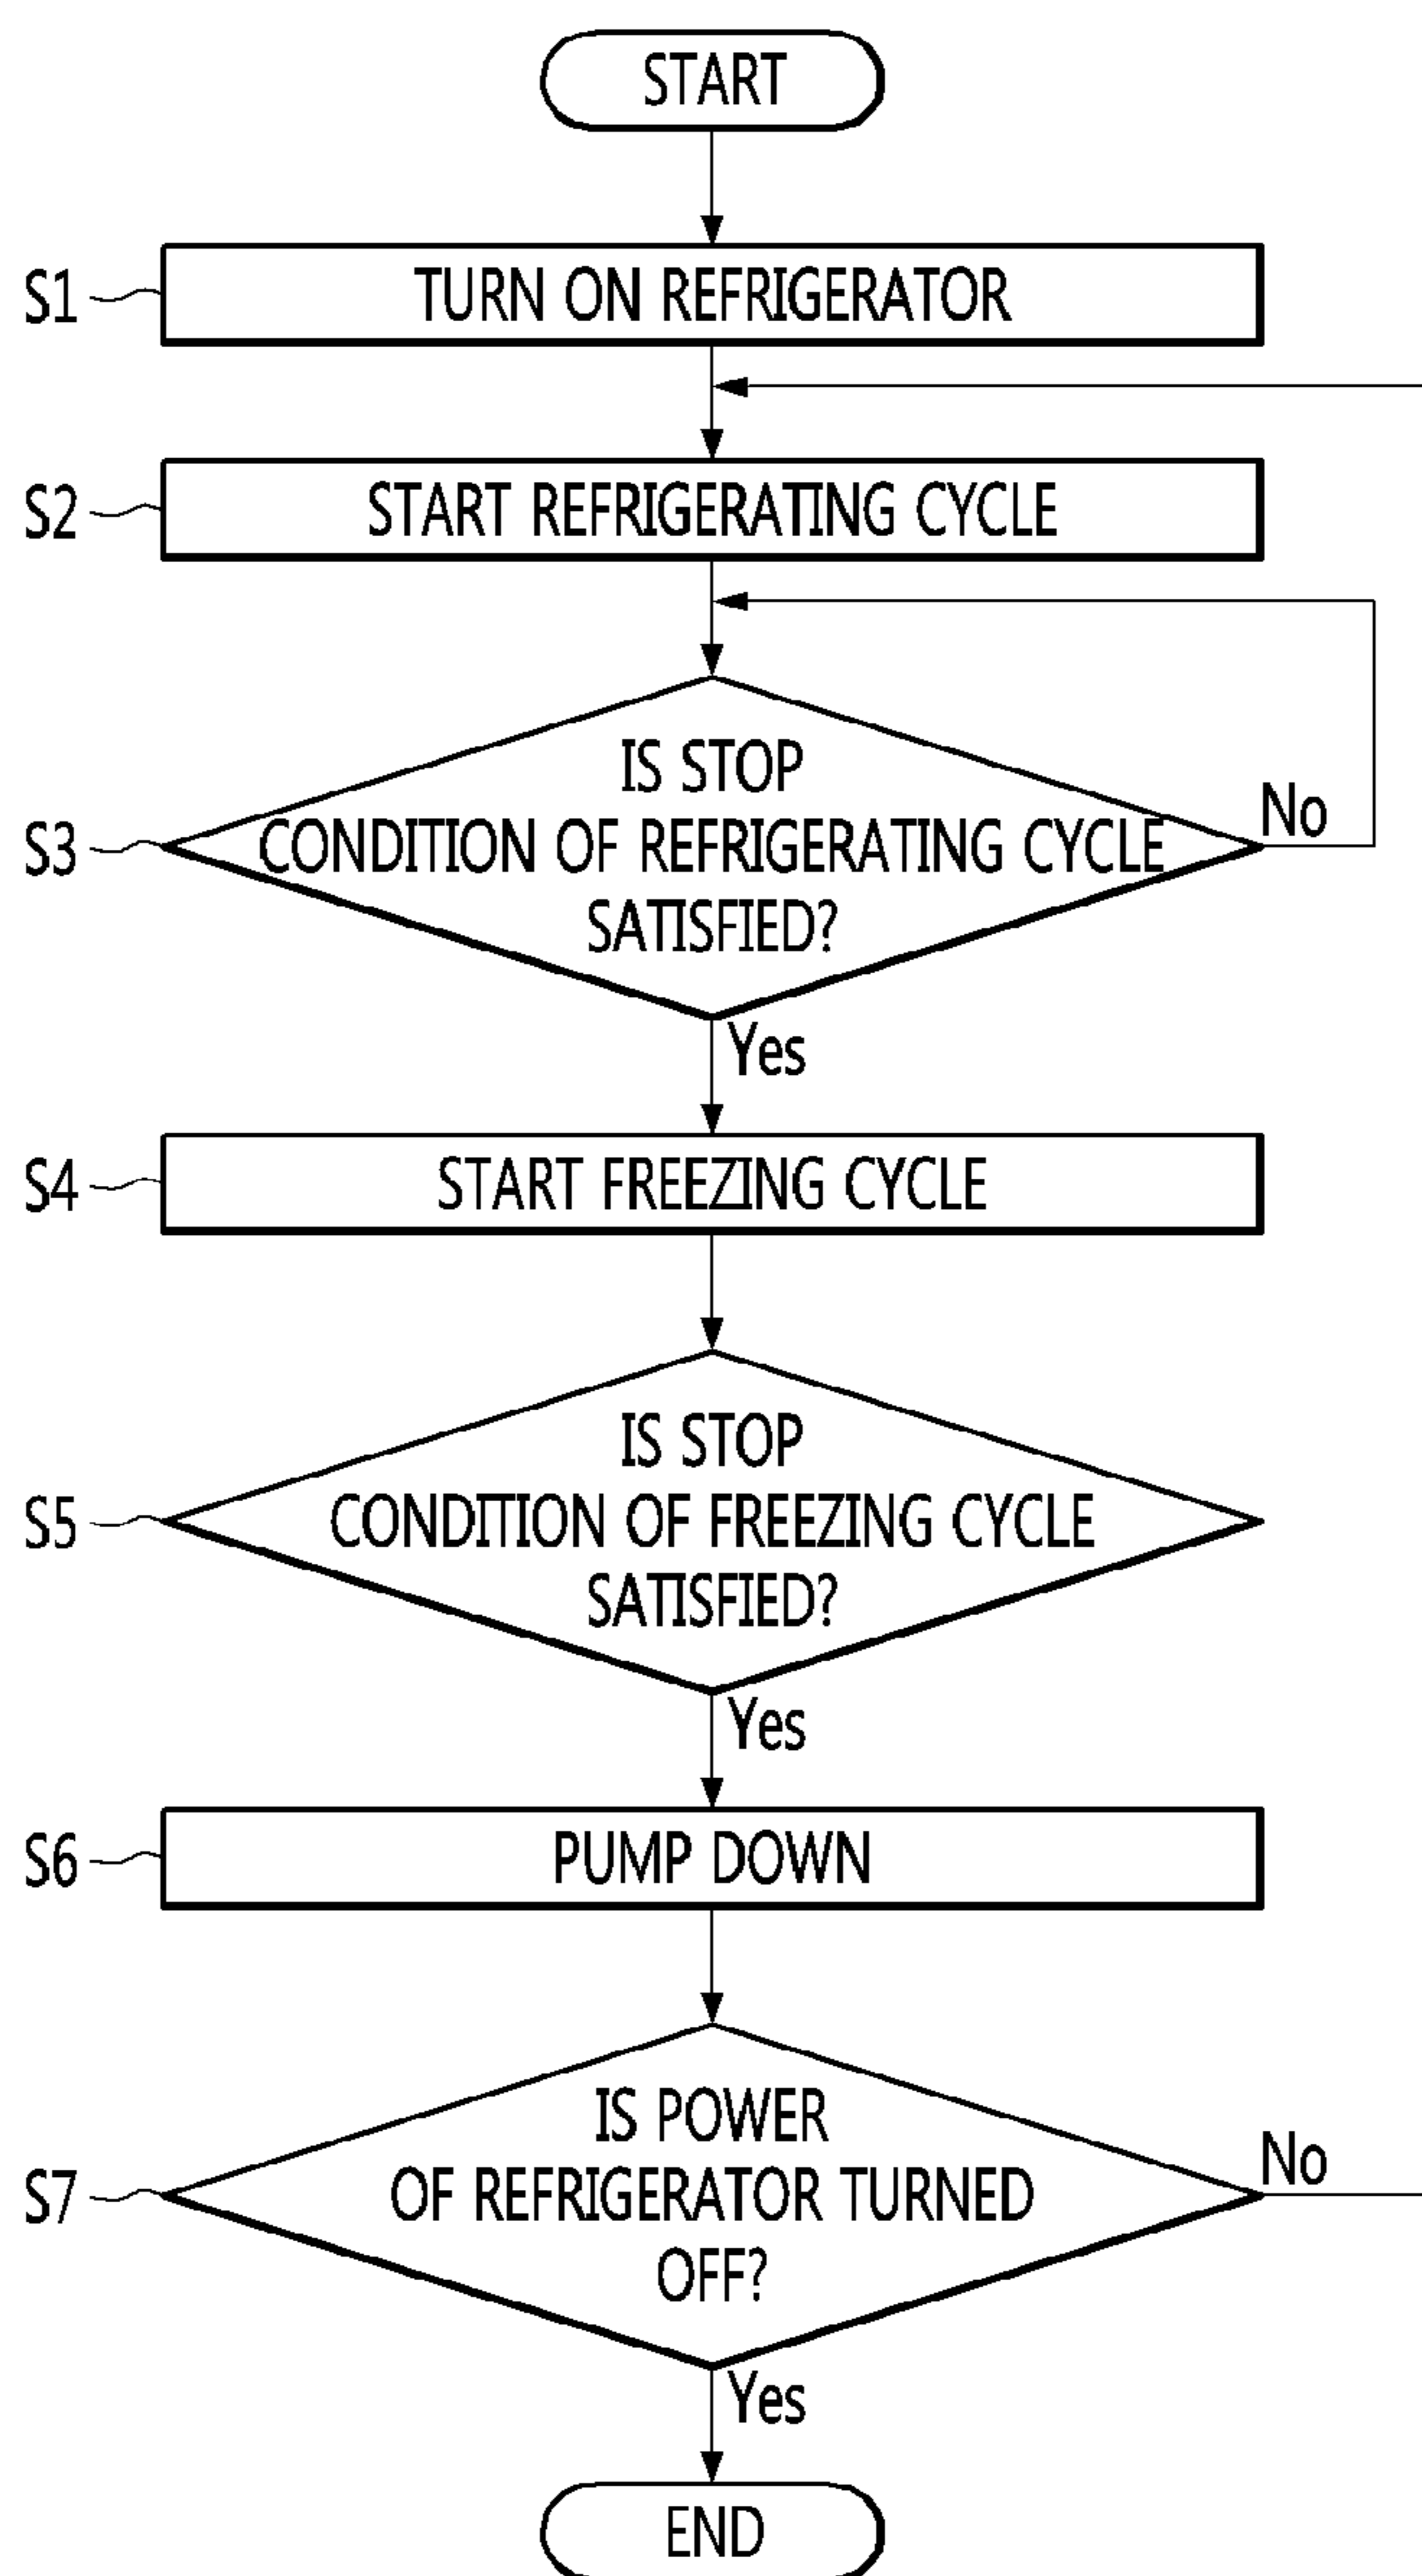 START
S1
TURN ON REFRIGERATOR
S2
START REFRIGERATING CYCLE
S3
IS STOP
CONDITION OF REFRIGERATING CYCLE
SATISFIED?
No
Yes
S4
START FREEZING CYCLE
S5
IS STOP
CONDITION OF FREEZING CYCLE
SATISFIED?
Yes
S6
PUMP DOWN
S7
IS POWER
OF REFRIGERATOR TURNED
OFF?
No
Yes
END